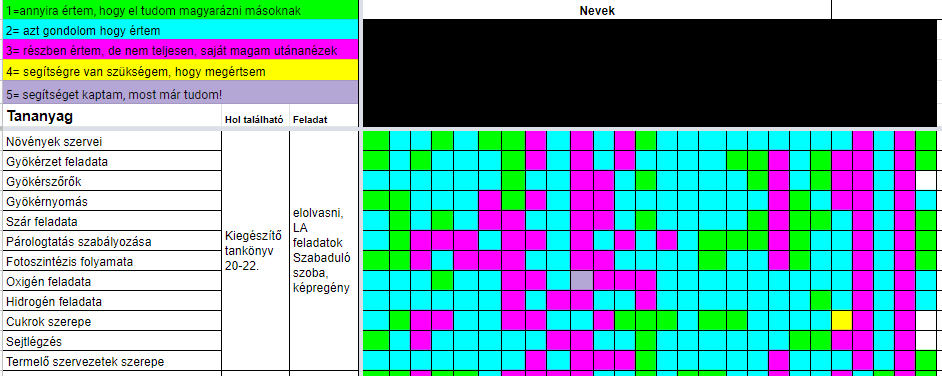 1=annyira értem, hogy el tudom magyarázni másoknak
Nevek
2= azt gondolom hogy értem
3= részben értem, de nem teljesen, saját magam utánanézek
4= segítségre van szükségem, hogy megértsem
5= segítséget kaptam, most már tudom!
Tananyag
Hol található
Feladat
Növények szervei
Gyökérzet feladata
Gyökérszőrök
Gyökérnyomás
Szár feladata
Párologtatás szabályozása
Fotoszintézis folyamata
Oxigén feladata
Hidrogén feladata
Cukrok szerepe
Sejtlégzés
Termelő szervezetek szerepe
Kiegészítő
tankönyv
20-22.
elolvasni,
LA
feladatok
Szabaduló
szoba,
képregény